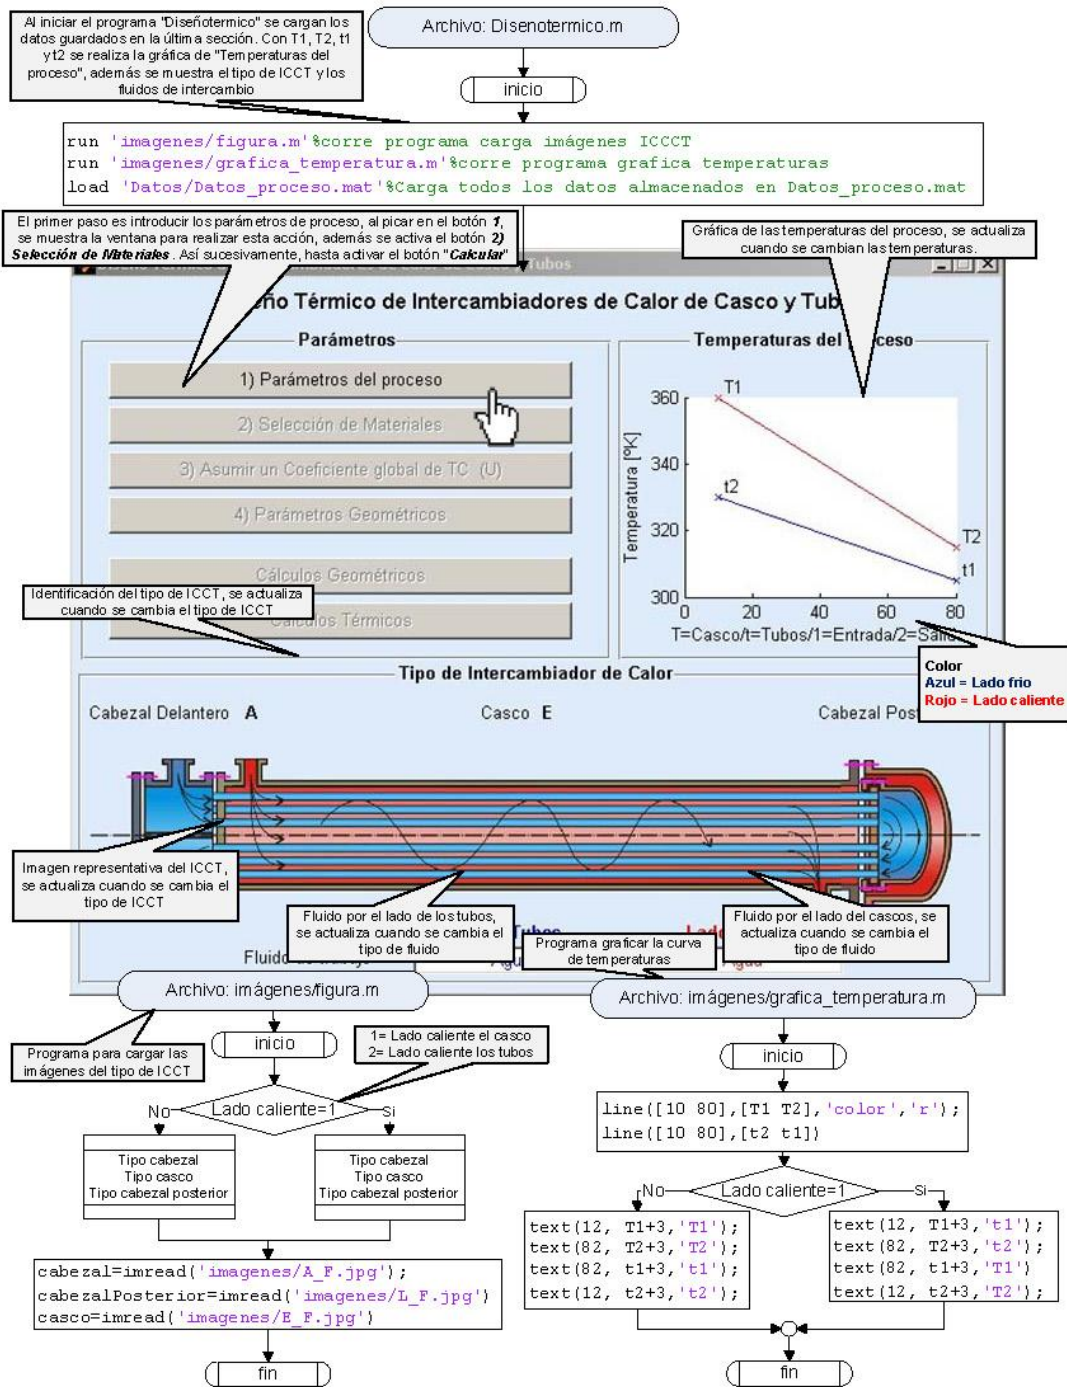 Al iniciar el programa "Diseñotermico" se cargan los
datos guardados en la última sección. Con T1, T2, t1
y t2 se realiza la gráfica de "Temperaturas del
proceso", además se muestra el tipo de ICCT y los
fluidos de intercambio
Archivo: Disenotermico.m
inicio
run 'imagenes/figura.m'%corre programa carga imágenes ICCCT
run 'imagenes/grafica_temperatura.m'%corre programa grafica temperaturas
load 'Datos/Datos_proceso.mat'%Carga todos los datos almacenados en Datos_proceso.mat
El primer paso es introducir los parámetros de proceso, al picar en el botón 1,
se muestra la ventana para realizar esta acción, además se activa el botón 2)
Selección de Materiales. Así sucesivamente, hasta activar el botón "Calcular"
Gráfica de las temperaturas del proceso, se actualiza
cuando se cambian las temperaturas.
Tubos
ño Térmico de Intercambiadores de Calor de Casco y Tub
Parámetros
1) Parámetros del proceso
2) Selección de Materiales
3) Asumir un Coeficiente global de TC (U)
4) Parámetros Geométricos
Cálculos Geométricos
Cálculos Térmicos
Temperaturas del ceso
Temperatura [ºK]
360
340
320
300
0 20 40 60 80
T1
t2
T2
t1
T=Casco/t=Tubos/1=Entrada/2=Sali
Identificación del tipo de ICCT, se actualiza
cuando se cambia el tipo de ICCT
Color
Azul = Lado frio
Rojo = Lado caliente
Tipo de Intercambiador de Calor
Cabezal Delantero A
Casco E
Cabezal Pos
Imagen representativa del ICCT,
se actualiza cuando se cambia el
tipo de ICCT
Fluido por el lado de los tubos,
se actualiza cuando se cambia el
tipo de fluido
Fluido por el lado del cascos, se
actualiza cuando se cambia el
tipo de fluido
Tubos
Lado
Programa graficar la curva
de temperaturas
Fluido
Archivo: imágenes/figura.m
Archivo: imágenes/grafica_temperatura.m
Programa para cargar las
imágenes del tipo de ICCT
inicio
1= Lado caliente el casco
2= Lado caliente los tubos
No
Lado caliente=1
Si
Tipo cabezal
Tipo casco
Tipo cabezal posterior
Tipo cabezal
Tipo casco
Tipo cabezal posterior
cabezal=imread('imagenes/A_F.jpg');
cabezalPosterior=imread('imagenes/L_F.jpg')
casco=imread('imagenes/E_F.jpg')
fin
inicio
line([10 80],[T1 T2],'color','r');
line([10 80],[t2 t1])
No
Lado caliente=1
Si
text(12, T1+3,'T1');
text(82, T2+3,'T2');
text(82, t1+3,'t1');
text(12, t2+3,'t2');
text(12, T1+3,'t1');
text(82, T2+3,'t2');
text(82, t1+3,'T1')
text(12, t2+3,'T2');
fin